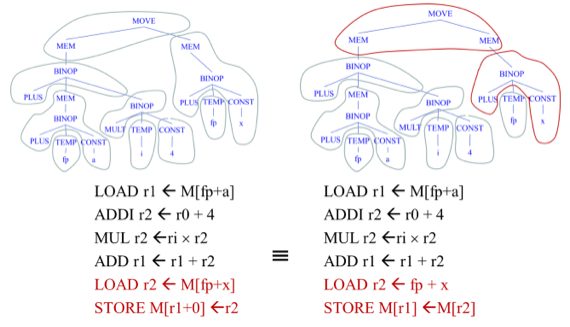 MOVE
MEM MEM
BINOP BINOP
PLUS MEM BINOP PLUS TEMP CONST
BINOP MULT TEMP CONST fp x
PLUS TEMP CONST i 4
fp a
MOVE
MEM MEM
BINOP BINOP
PLUS MEM BINOP PLUS TEMP CONST
BINOP MULT TEMP CONST fp x
PLUS TEMP CONST i 4
fp a
LOAD r1 ← M[fp+a]
ADDI r2 ← r0 + 4
MUL r2 ←ri × r2
ADD r1 ← r1 + r2
LOAD r2 ← M[fp+x]
STORE M[r1+0] ←r2
≡
LOAD r1 ← M[fp+a]
ADDI r2 ← r0 + 4
MUL r2 ←ri × r2
ADD r1 ← r1 + r2
LOAD r2 ← fp + x
STORE M[r1] ←M[r2]